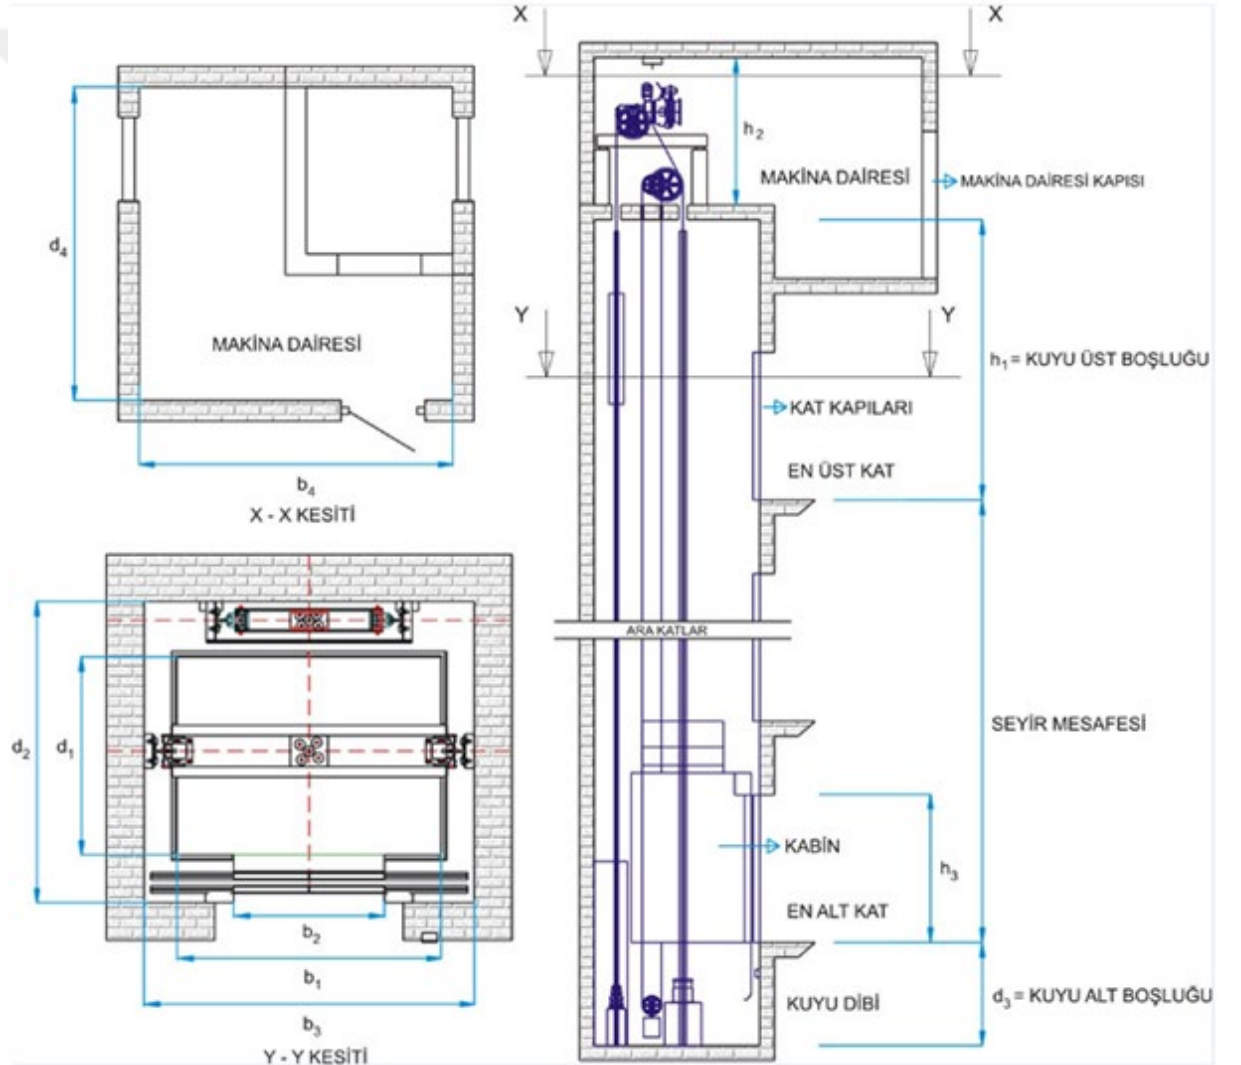 d4
MAKİNA DAİRESİ
b4
X - X KESİTİ
d2
d1
b2
b1
b3
Y - Y KESİTİ
X
X
h2
MAKİNA DAİRESİ
MAKİNA DAİRESİ KAPISI
Y
Y
h1 = KUYU ÜST BOŞLUĞU
KAT KAPILARI
EN ÜST KAT
ARA KATLAR
SEYİR MESAFESİ
KABİN
h3
EN ALT KAT
KUYU DİBİ
d3 = KUYU ALT BOŞLUĞU